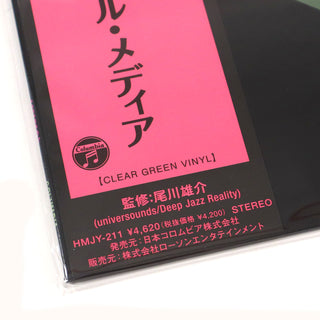 ル・メディア
Columbia
【CLEAR GREEN VINYL】
監修:尾川雄介
(universounds/Deep Jazz Reality)
HMJY-211 ¥4,620(税抜価格 ¥4,200) STEREO
発売元:日本コロムビア株式会社
販売元:株式会社ローソンエンタテインメント